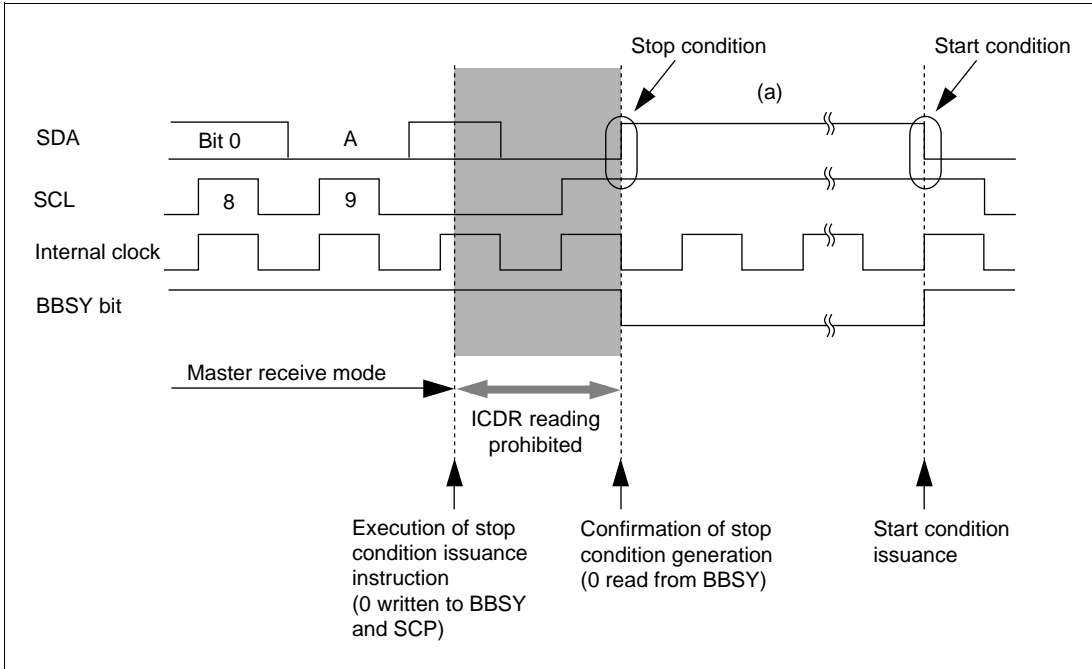 Stop condition
Start condition
(a)
SDA
Bit 0
A
SCL
8
9
Internal clock
BBSY bit
Master receive mode
ICDR reading
prohibited
Execution of stop
condition issuance
instruction
(0 written to BBSY
and SCP)
Confirmation of stop
condition generation
(0 read from BBSY)
Start condition
issuance